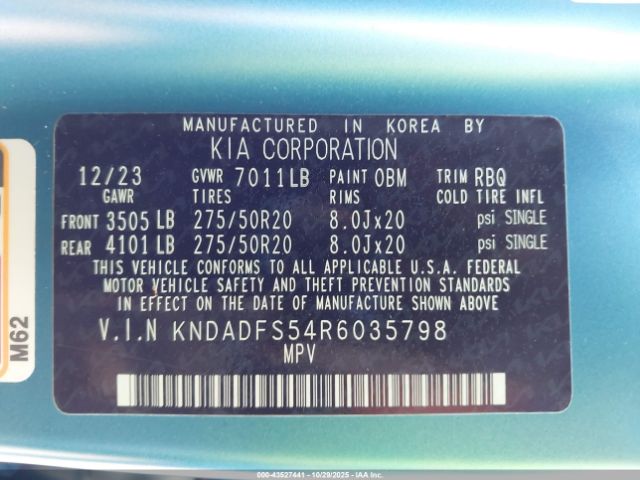 MANUFACTURED IN KOREA BY
KIA CORPORATION
12/23 GVWR 7011LB PAINT 0BM TRIM RBQ
GAWR TIRES RIMS COLD TIRE INFL
FRONT 3505 LB 275/50R20 8.0Jx20 psi SINGLE
REAR 4101 LB 275/50R20 8.0Jx20 psi SINGLE
THIS VEHICLE CONFORMS TO ALL APPLICABLE U.S.A. FEDERAL
MOTOR VEHICLE SAFETY AND THEFT PREVENTION STANDARDS
IN EFFECT ON THE DATE OF MANUFACTURE SHOWN ABOVE.
V.I.N KNDADFS54R6035798
MPV
M62
000-43527441 - 10/29/2025 - IAA Inc.